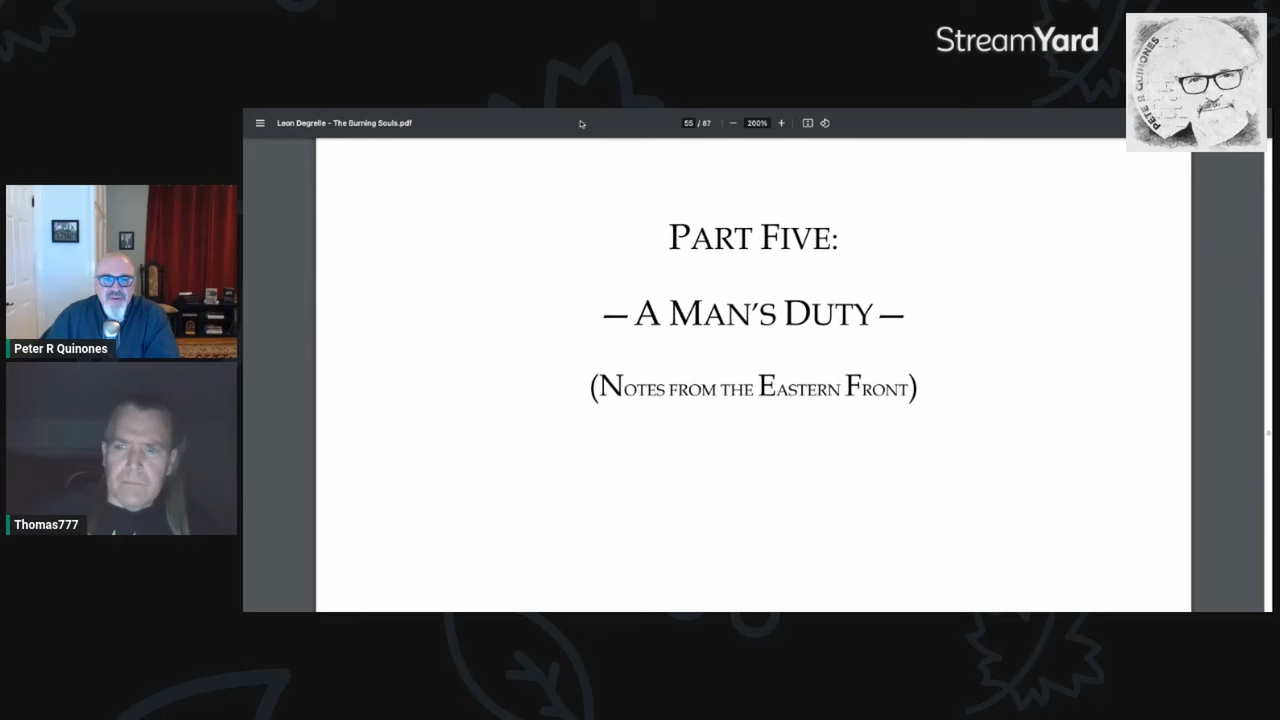 StreamYard
PETER R QUINONES
Leon Degrelle - The Burning Souls.pdf
55 / 87
200%
PART FIVE:
— A MAN'S DUTY —
(NOTES FROM THE EASTERN FRONT)
Peter R Quinones
Thomas777